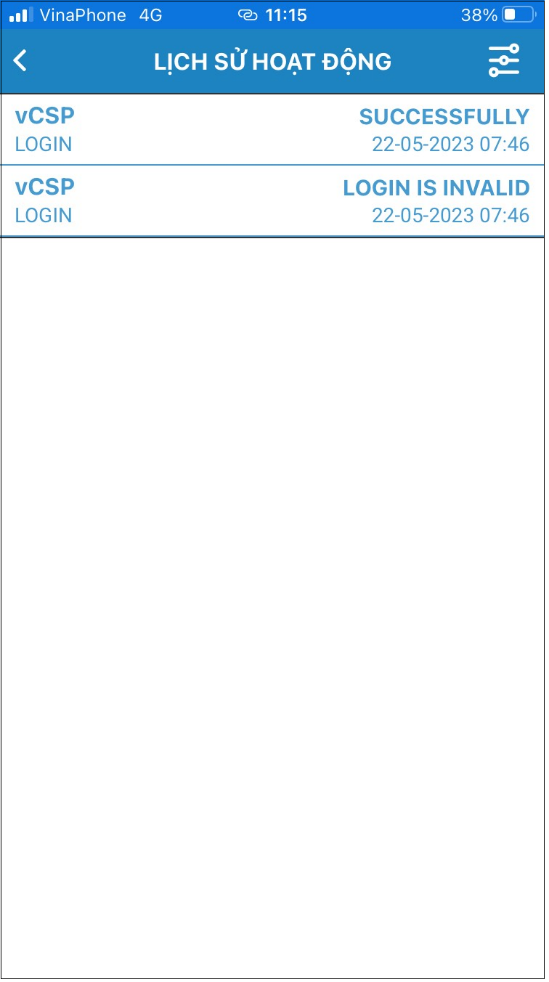 VinaPhone 4G 11:15 38%
LỊCH SỬ HOẠT ĐỘNG
vCSP SUCCESSFULLY
LOGIN 22-05-2023 07:46
vCSP LOGIN IS INVALID
LOGIN 22-05-2023 07:46